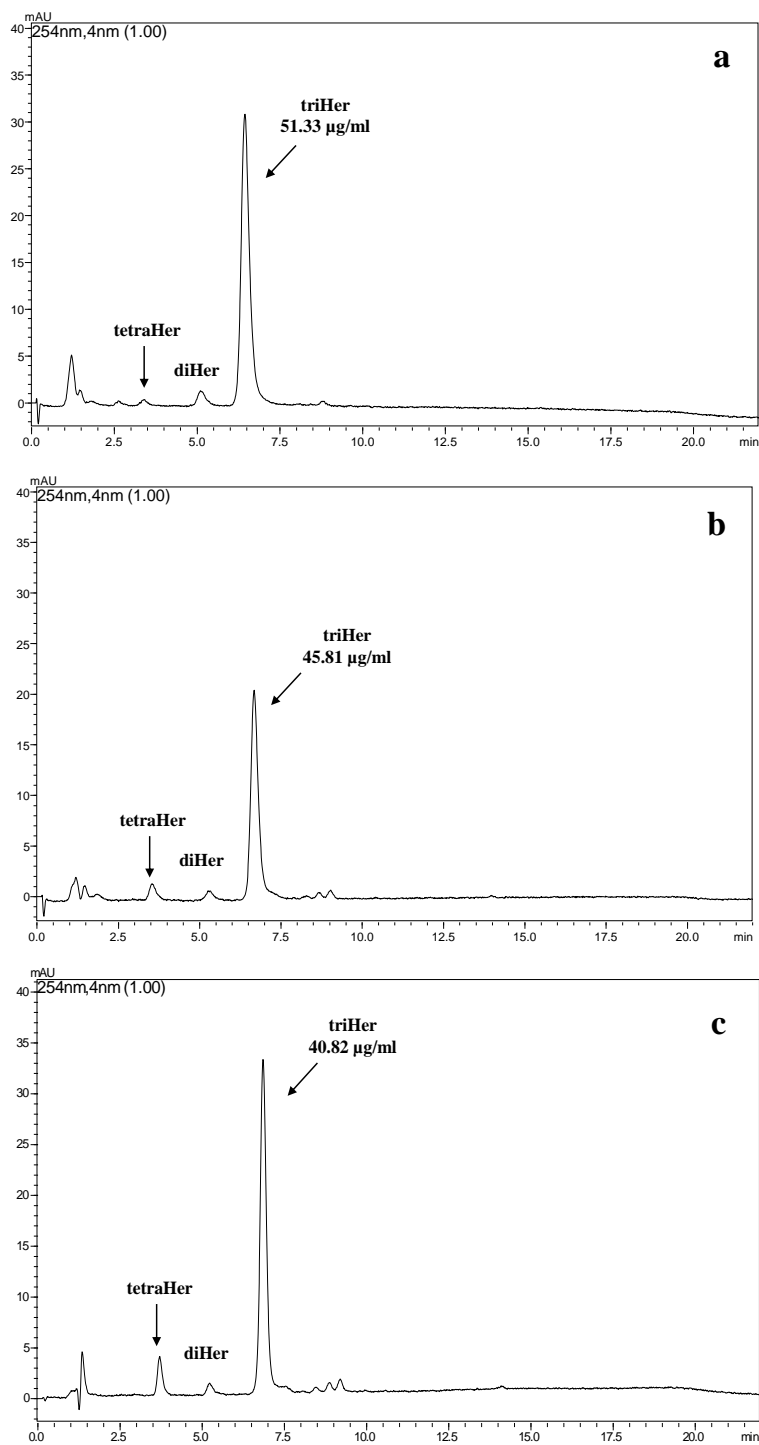 mAU
254nm,4nm (1.00)
a
40
triHer
51.33 µg/ml
35
30
25
20
15
10
tetraHer
diHer
5
0
0.0 2.5 5.0 7.5 10.0 12.5 15.0 17.5 20.0 min
mAU
254nm,4nm (1.00)
b
40
35
30
triHer
45.81 µg/ml
25
20
15
10
tetraHer
diHer
5
0
0.0 2.5 5.0 7.5 10.0 12.5 15.0 17.5 20.0 min
mAU
254nm,4nm (1.00)
c
40
triHer
40.82 µg/ml
35
30
25
20
15
10
tetraHer
diHer
5
0
0.0 2.5 5.0 7.5 10.0 12.5 15.0 17.5 20.0 min